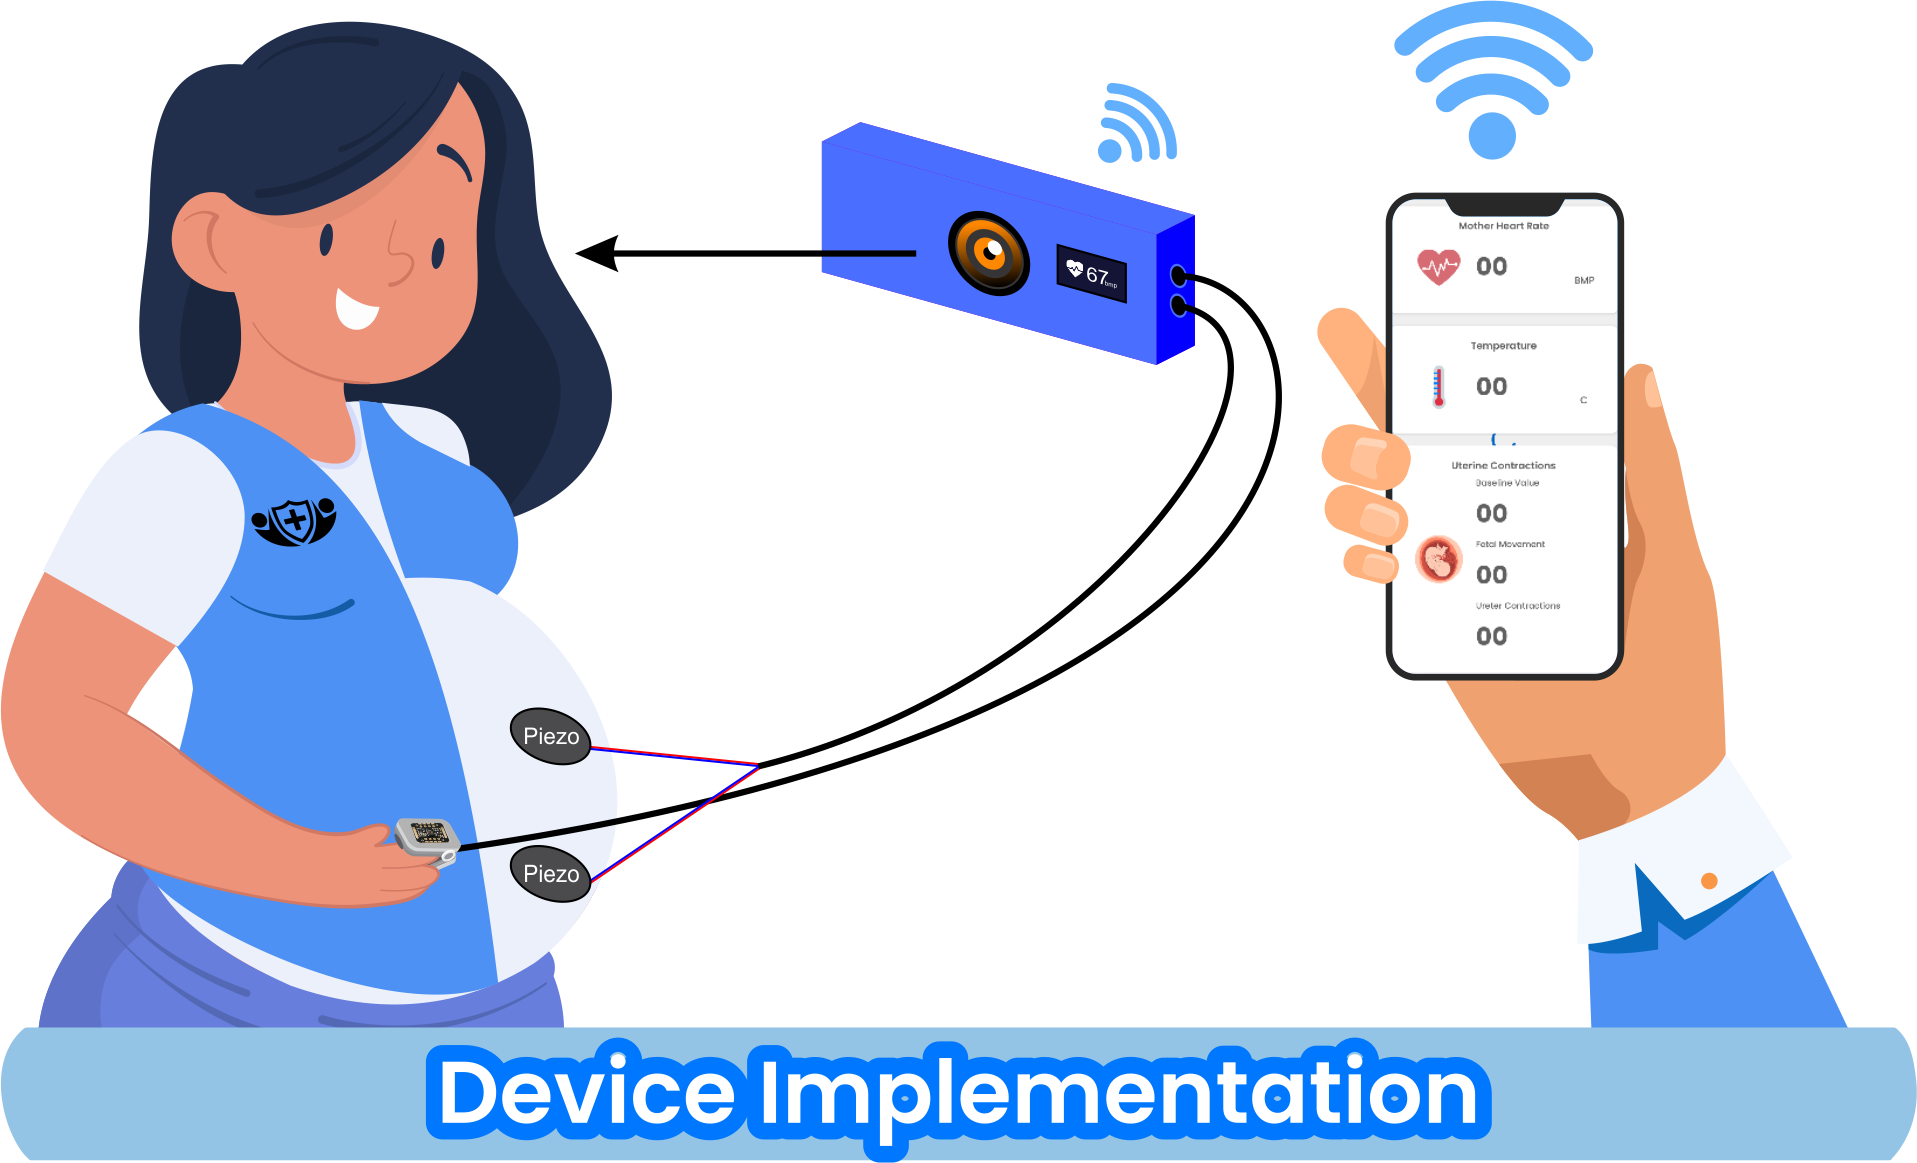 67
bmp
Piezo
Piezo
Mother Heart Rate
00
BMP
Temperature
00
C
Uterine Contractions
Baseline Value
00
Fetal Movement
00
Ureter Contractions
00
Device Implementation